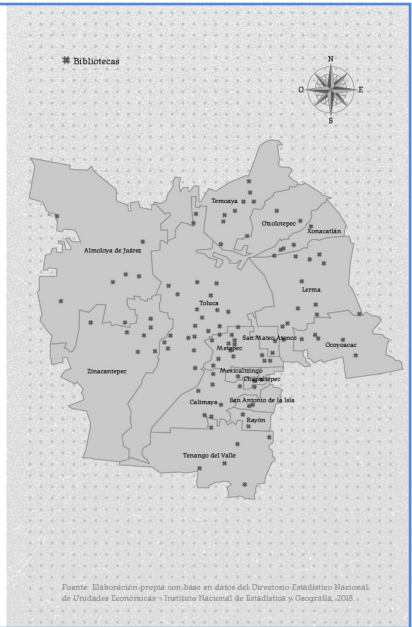 Bibliotecas
N
O
E
S
Temoaya
Otzolotepec
Xonacatlán
Almoloya de Juárez
Lerma
Toluca
San Mateo Atenco
Ocoyoacac
Metepec
Zinacantepec
Mexicaltzingo
Chapultepec
Calimaya
San Antonio de la Isla
Rayón
Tenango del Valle
Fuente: Elaboración propia con base en datos del Directorio Estadístico Nacional
de Unidades Económicas - Instituto Nacional de Estadística y Geografía, 2018.